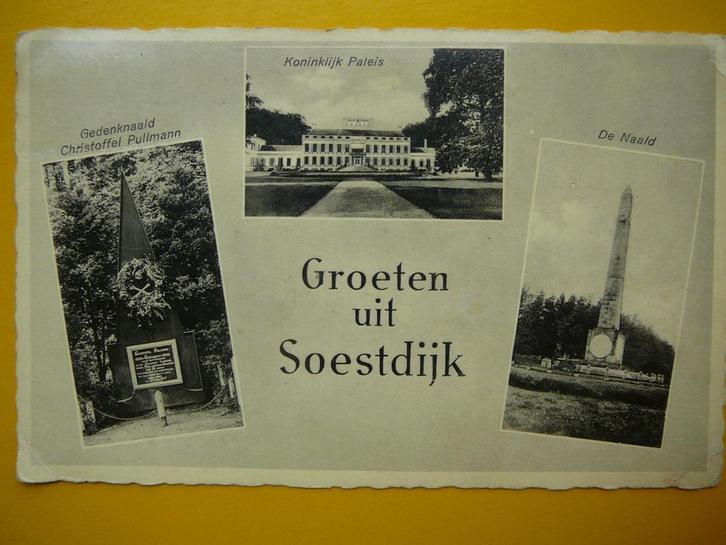 Koninklijk Paleis
Gedenknaald
Christoffel Pullmann
De Naald
Groeten
uit
Soestdijk